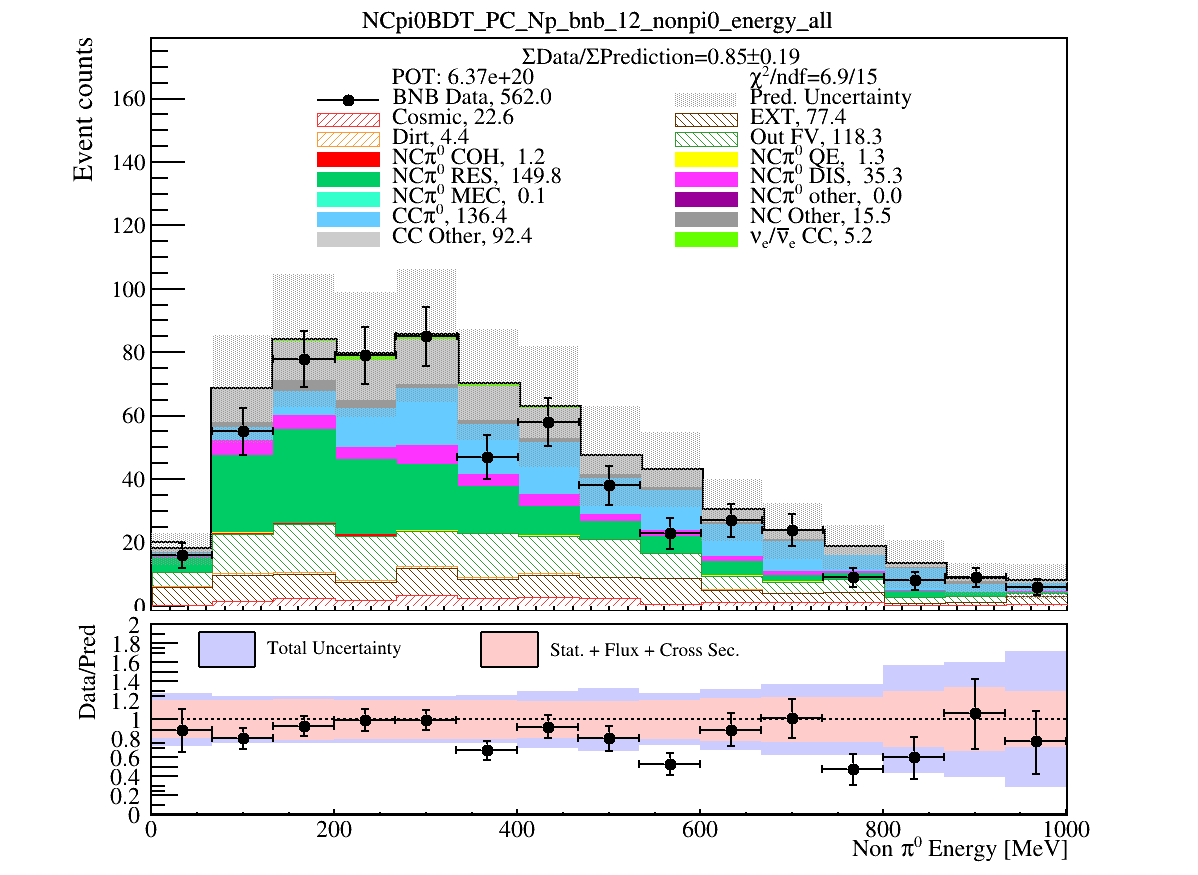 NCpi0BDT_PC_Np_bnb_12_nonpi0_energy_all
ΣData/ΣPrediction=0.85±0.19
POT: 6.37e+20
χ²/ndf=6.9/15
BNB Data, 562.0
Pred. Uncertainty
Cosmic, 22.6
EXT, 77.4
Dirt, 4.4
Out FV, 118.3
NCπ⁰ COH, 1.2
NCπ⁰ QE, 1.3
NCπ⁰ RES, 149.8
NCπ⁰ DIS, 35.3
NCπ⁰ MEC, 0.1
NCπ⁰ other, 0.0
CCπ⁰, 136.4
NC Other, 15.5
CC Other, 92.4
νₑ/ν̅ₑ CC, 5.2
Event counts
160
140
120
100
80
60
40
20
0
Data/Pred
Total Uncertainty
Stat. + Flux + Cross Sec.
2
1.8
1.6
1.4
1.2
1
0.8
0.6
0.4
0.2
0
0 200 400 600 800 1000
Non π⁰ Energy [MeV]